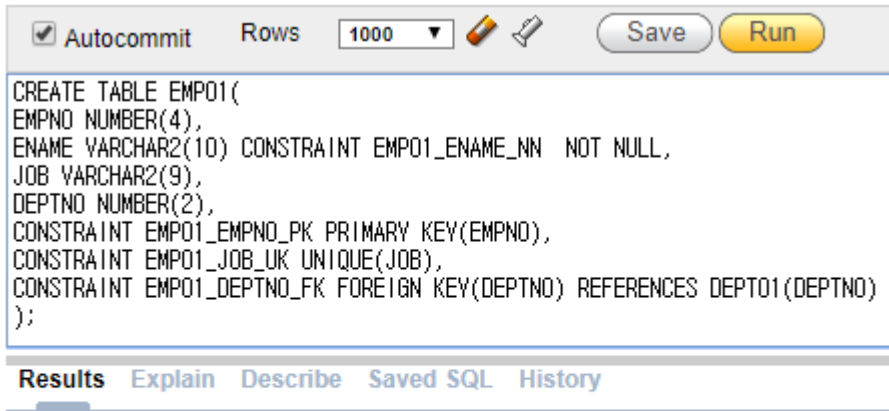 Autocommit Rows 1000 Save Run
CREATE TABLE EMP01(
EMPNO NUMBER(4),
ENAME VARCHAR2(10) CONSTRAINT EMP01_ENAME_NN  NOT NULL,
JOB VARCHAR2(9),
DEPTNO NUMBER(2),
CONSTRAINT EMP01_EMPNO_PK PRIMARY KEY(EMPNO),
CONSTRAINT EMP01_JOB_UK UNIQUE(JOB),
CONSTRAINT EMP01_DEPTNO_FK FOREIGN KEY(DEPTNO) REFERENCES DEPT01(DEPTNO)
);
Results Explain Describe Saved SQL History